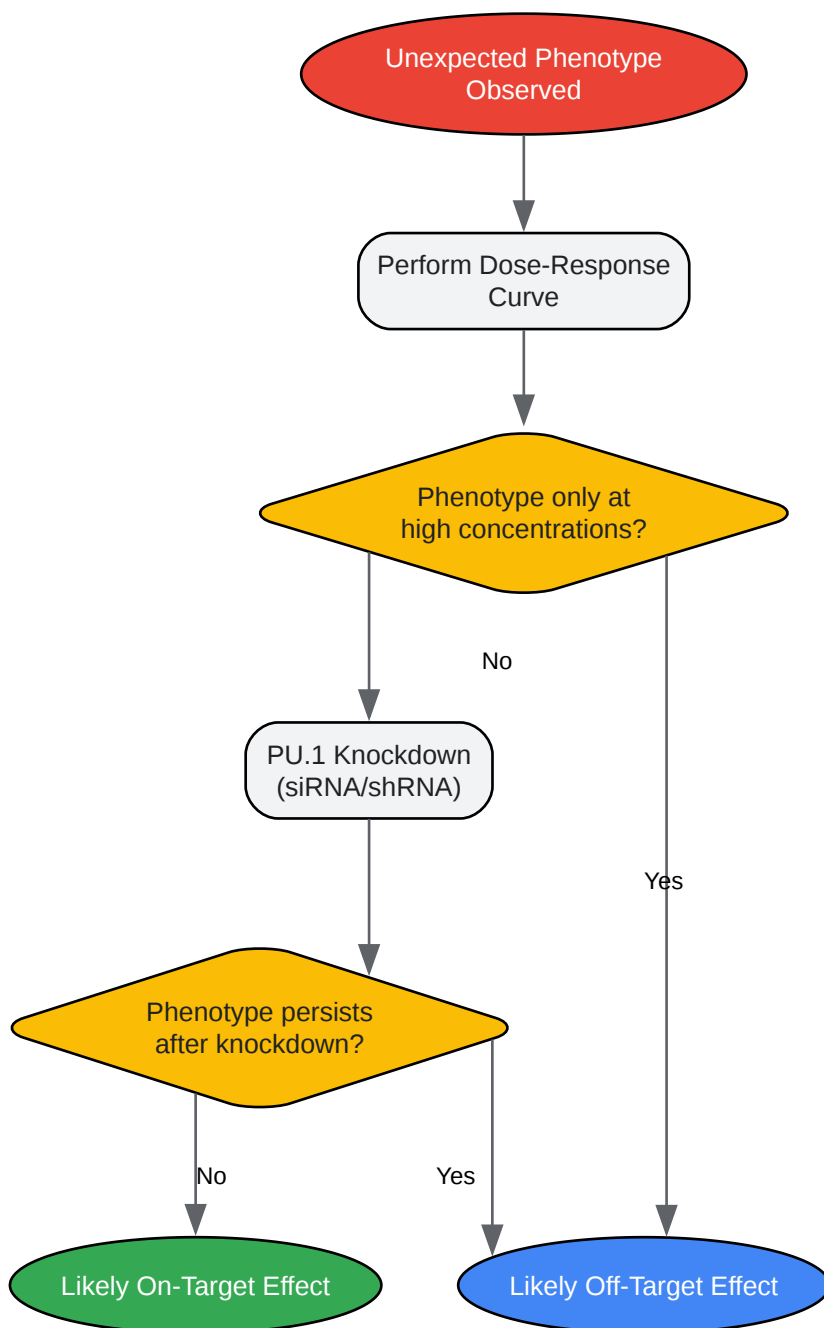 Unexpected Phenotype
Observed
Perform Dose-Response
Curve
Phenotype only at
high concentrations?
No
PU.1 Knockdown
(siRNA/shRNA)
Yes
Phenotype persists
after knockdown?
No
Yes
Likely On-Target Effect
Likely Off-Target Effect